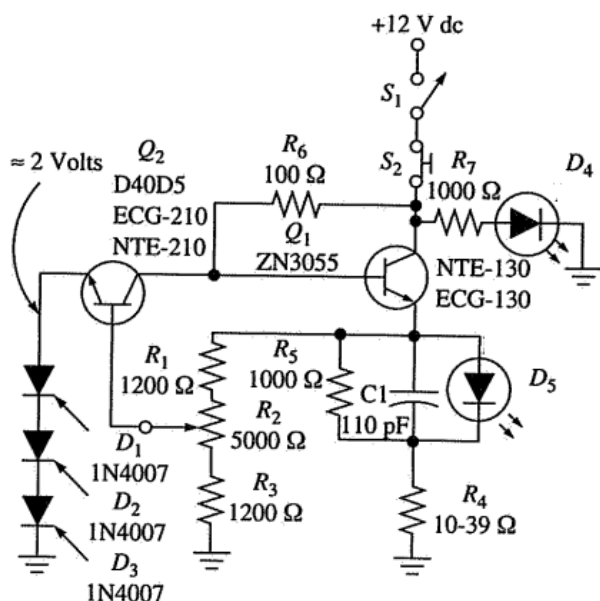 +12 V dc
S1
S2
R7
1000 Ω
D4
R6
100 Ω
≈ 2 Volts
Q2
D40D5
ECG-210
NTE-210
Q1
ZN3055
NTE-130
ECG-130
R1
1200 Ω
R5
1000 Ω
C1
110 pF
D5
R2
5000 Ω
D1
1N4007
D2
1N4007
D3
1N4007
R3
1200 Ω
R4
10-39 Ω